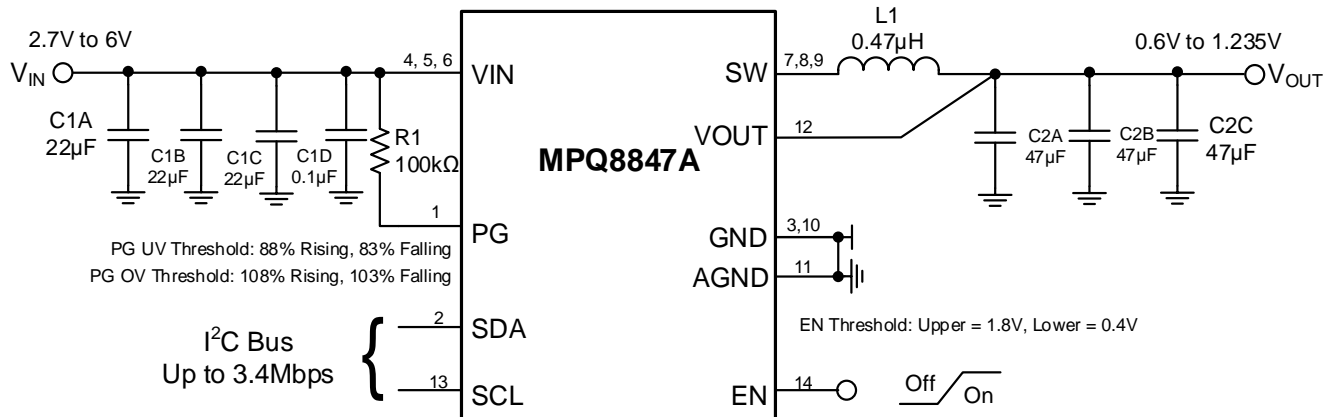 L1
0.47µH
2.7V to 6V
0.6V to 1.235V
V_IN
4, 5, 6
VIN
SW
7,8,9
V_OUT
C1A
22µF
C1B
22µF
C1C
22µF
C1D
0.1µF
R1
100kΩ
VOUT
12
C2A
47µF
C2B
47µF
C2C
47µF
MPQ8847A
1
PG
GND
3,10
PG UV Threshold: 88% Rising, 83% Falling
PG OV Threshold: 108% Rising, 103% Falling
AGND
11
2
SDA
EN Threshold: Upper = 1.8V, Lower = 0.4V
I²C Bus
Up to 3.4Mbps
13
SCL
EN
14
Off
On